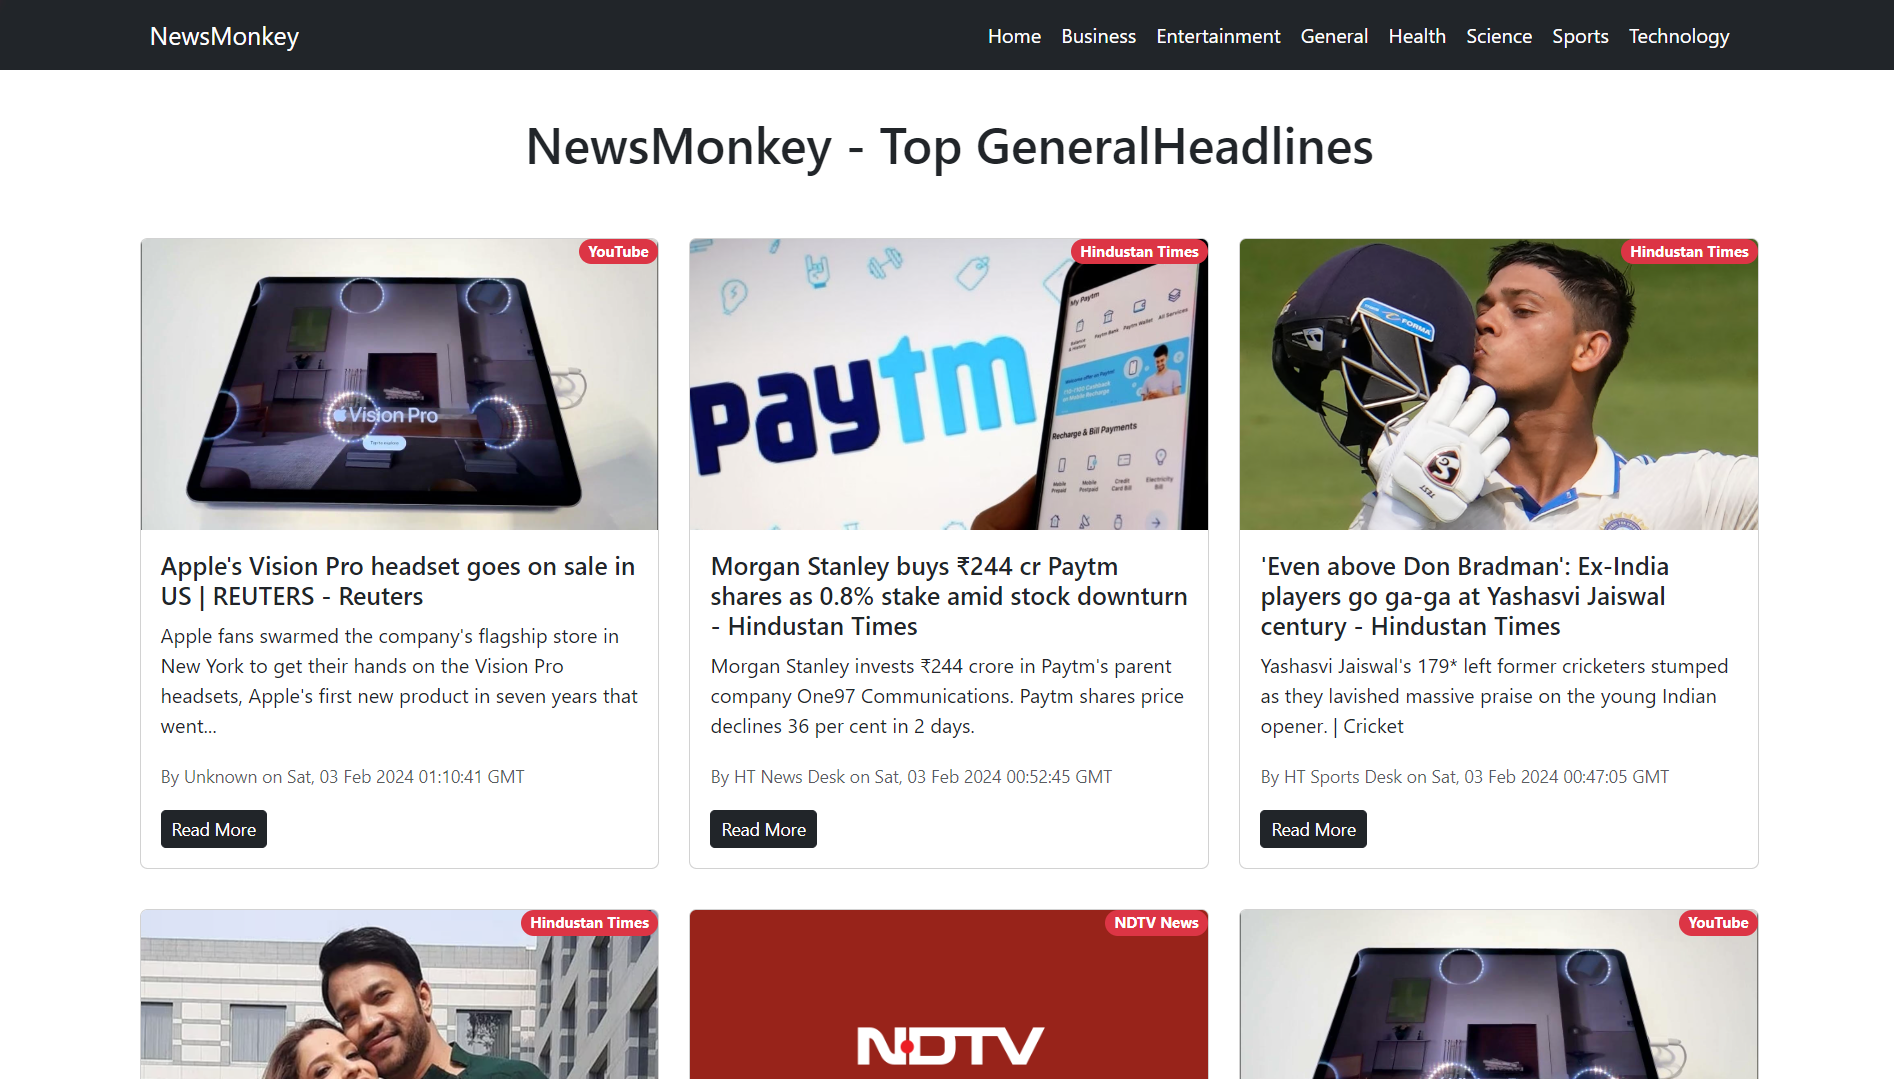 NewsMonkey
Home Business Entertainment General Health Science Sports Technology
NewsMonkey - Top GeneralHeadlines
YouTube
Vision Pro
Apple's Vision Pro headset goes on sale in
US | REUTERS - Reuters
Apple fans swarmed the company's flagship store in
New York to get their hands on the Vision Pro
headsets, Apple's first new product in seven years that
went...
By Unknown on Sat, 03 Feb 2024 01:10:41 GMT
Read More
Hindustan Times
paytm
My Paytm
Recharge & Bill Payments
Morgan Stanley buys ₹244 cr Paytm
shares as 0.8% stake amid stock downturn
- Hindustan Times
Morgan Stanley invests ₹244 crore in Paytm's parent
company One97 Communications. Paytm shares price
declines 36 per cent in 2 days.
By HT News Desk on Sat, 03 Feb 2024 00:52:45 GMT
Read More
Hindustan Times
FORMA
SG
TEST
'Even above Don Bradman': Ex-India
players go ga-ga at Yashasvi Jaiswal
century - Hindustan Times
Yashasvi Jaiswal's 179* left former cricketers stumped
as they lavished massive praise on the young Indian
opener. | Cricket
By HT Sports Desk on Sat, 03 Feb 2024 00:47:05 GMT
Read More
Hindustan Times
NDTV News
NDTV
YouTube